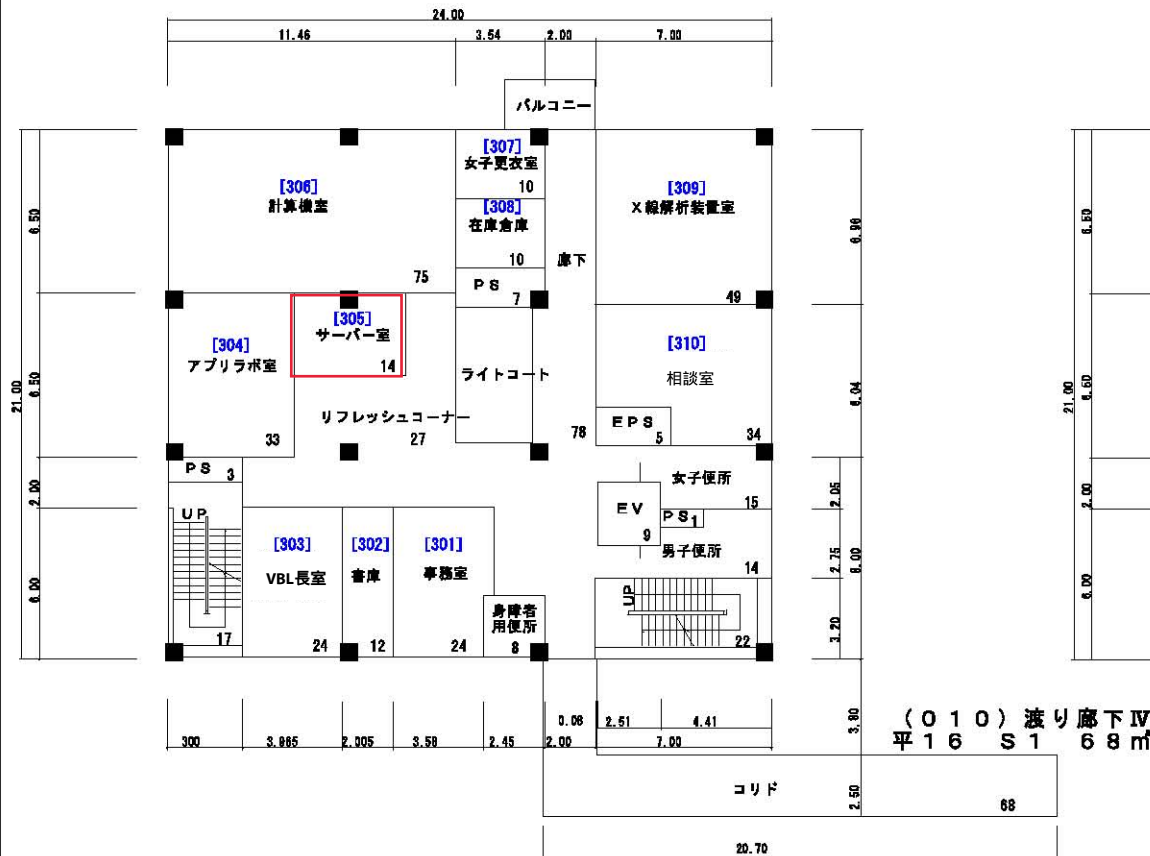 24.00
11.46 3.54 2.00 7.00
バルコニー
[307]
女子更衣室
10
[306]
計算機室
75
[308]
在庫倉庫
10
廊下
[309]
X線解析装置室
49
PS
7
[305]
サーバー室
14
[304]
アプリラボ室
33
ライトコート
リフレッシュコーナー
27
78
[310]
相談室
34
EPS
5
PS 3
UP
17
女子便所
15
EV
9
PS1
男子便所
14
[303]
VBL長室
24
[302]
書庫
12
[301]
事務室
24
身障者
用便所
8
UP
22
21.00
6.50
6.50
2.00
6.00
6.96
6.04
2.05
2.75
8.00
3.20
3.80
2.50
21.00
6.50
6.50
2.00
6.00
0.06 2.51 4.41
300 3.965 2.005 3.58 2.45 2.00 7.00
(010)渡り廊下Ⅳ
平16 S1 68㎡
コリド
68
20.70